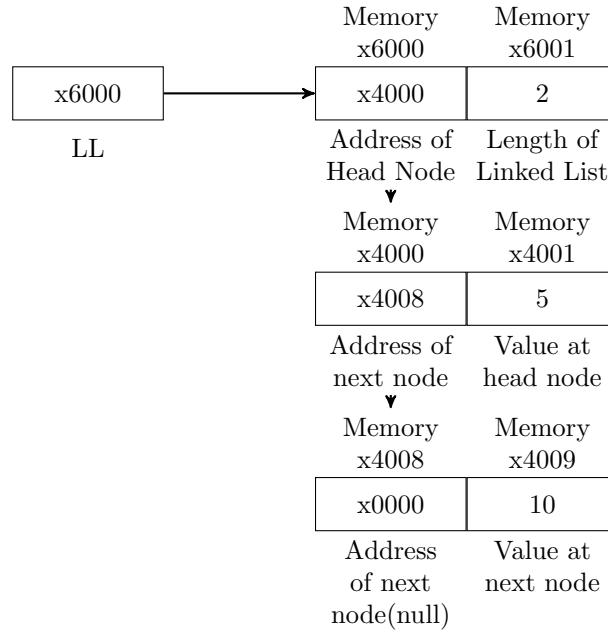 Memory
x6000
Memory
x6001
x6000
x4000
2
LL
Address of
Head Node
Length of
Linked List
Memory
x4000
Memory
x4001
x4008
5
Address of
next node
Value at
head node
Memory
x4008
Memory
x4009
x0000
10
Address
of next
node(null)
Value at
next node